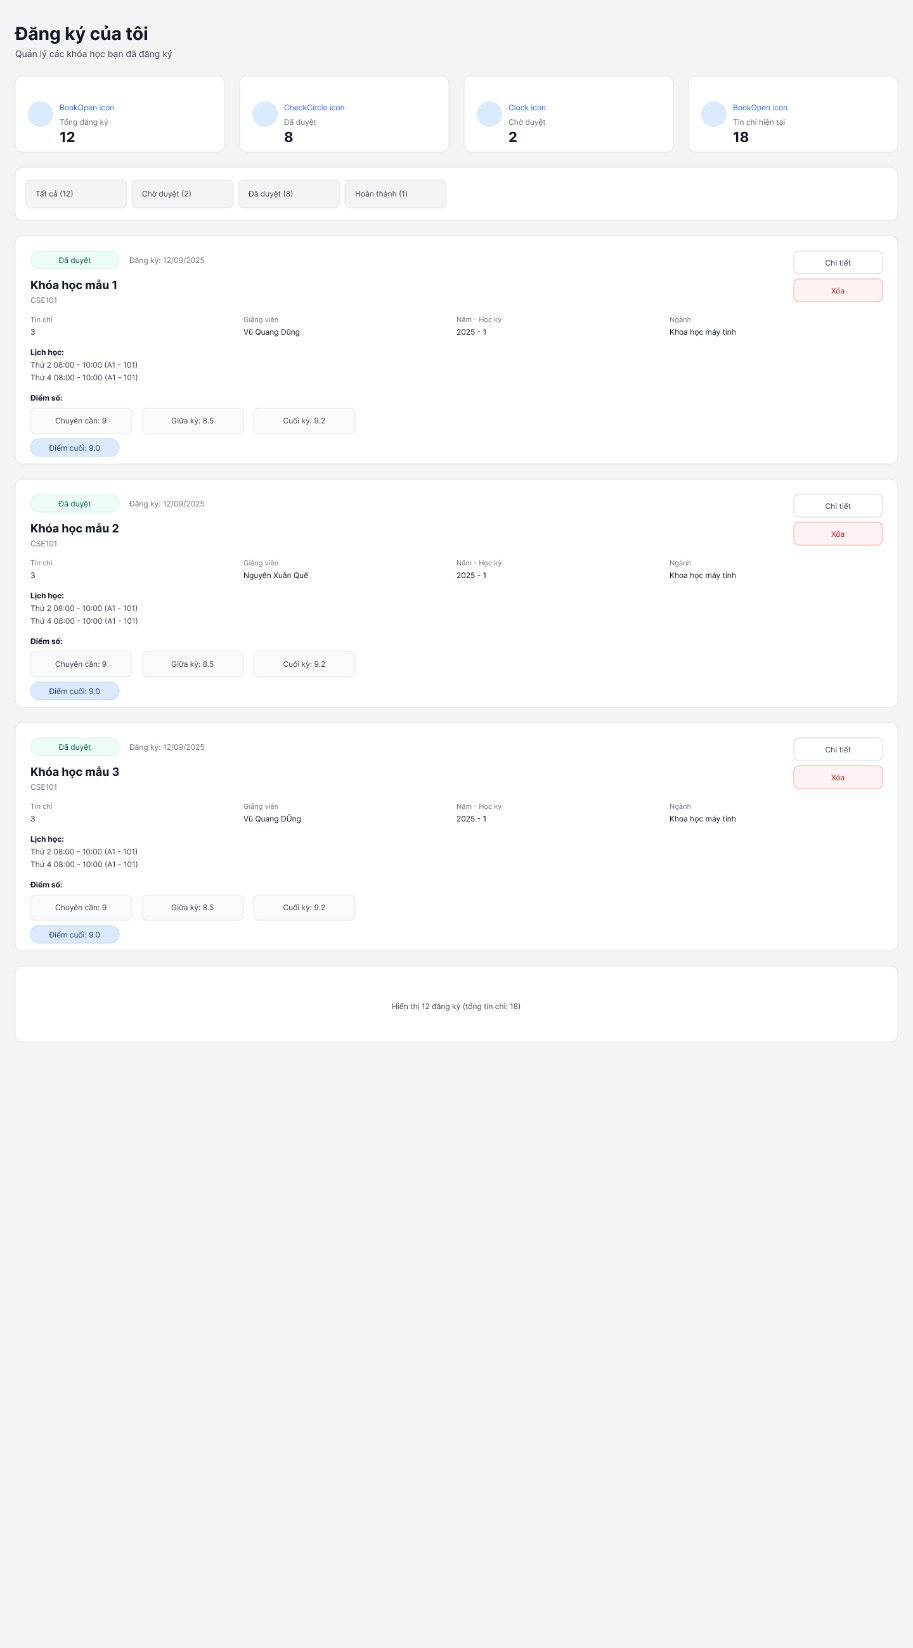 Đăng ký của tôi
Quản lý các khóa học bạn đã đăng ký
BookOpen icon
Tổng đăng ký
12
CheckCircle icon
Đã duyệt
8
Clock icon
Chờ duyệt
2
BookOpen icon
Tín chỉ hiện tại
18
Tất cả (12)
Chờ duyệt (2)
Đã duyệt (8)
Hoàn thành (1)
Đã duyệt
Đăng ký: 12/09/2025
Chi tiết
Xóa
Khóa học mẫu 1
CSE101
Tín chỉ
Giảng viên
Năm - Học kỳ
Ngành
3
Vũ Quang Dũng
2025 - 1
Khoa học máy tính
Lịch học:
Thứ 2 08:00 - 10:00 (A1 - 101)
Thứ 4 08:00 - 10:00 (A1 - 101)
Điểm số:
Chuyên cần: 9
Giữa kỳ: 8.5
Cuối kỳ: 9.2
Điểm cuối: 9.0
Đã duyệt
Đăng ký: 12/09/2025
Chi tiết
Xóa
Khóa học mẫu 2
CSE101
Tín chỉ
Giảng viên
Năm - Học kỳ
Ngành
3
Nguyễn Xuân Quế
2025 - 1
Khoa học máy tính
Lịch học:
Thứ 2 08:00 - 10:00 (A1 - 101)
Thứ 4 08:00 - 10:00 (A1 - 101)
Điểm số:
Chuyên cần: 9
Giữa kỳ: 8.5
Cuối kỳ: 9.2
Điểm cuối: 9.0
Đã duyệt
Đăng ký: 12/09/2025
Chi tiết
Xóa
Khóa học mẫu 3
CSE101
Tín chỉ
Giảng viên
Năm - Học kỳ
Ngành
3
Vũ Quang DŨng
2025 - 1
Khoa học máy tính
Lịch học:
Thứ 2 08:00 - 10:00 (A1 - 101)
Thứ 4 08:00 - 10:00 (A1 - 101)
Điểm số:
Chuyên cần: 9
Giữa kỳ: 8.5
Cuối kỳ: 9.2
Điểm cuối: 9.0
Hiển thị 12 đăng ký (tổng tín chỉ: 18)